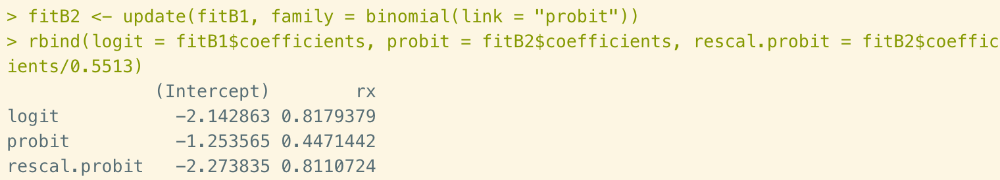 > fitB2 <- update(fitB1, family = binomial(link = "probit"))
> rbind(logit = fitB1$coefficients, probit = fitB2$coefficients, rescal.probit = fitB2$coeffic
ients/0.5513)
             (Intercept)        rx
logit          -2.142863 0.8179379
probit         -1.253565 0.4471442
rescal.probit  -2.273835 0.8110724